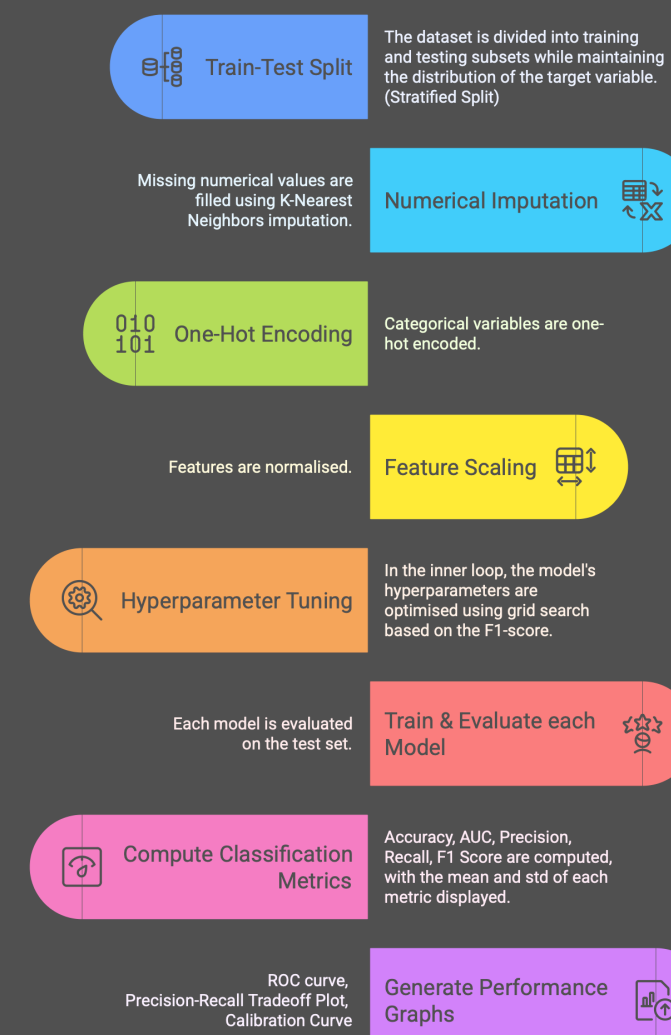 Train-Test Split
The dataset is divided into training
and testing subsets while maintaining
the distribution of the target variable.
(Stratified Split)
Missing numerical values are
filled using K-Nearest
Neighbors imputation.
Numerical Imputation
010
101
One-Hot Encoding
Categorical variables are one-
hot encoded.
Features are normalised.
Feature Scaling
Hyperparameter Tuning
In the inner loop, the model's
hyperparameters are
optimised using grid search
based on the F1-score.
Each model is evaluated
on the test set.
Train & Evaluate each
Model
Compute Classification
Metrics
Accuracy, AUC, Precision,
Recall, F1 Score are computed,
with the mean and std of each
metric displayed.
ROC curve,
Precision-Recall Tradeoff Plot,
Calibration Curve
Generate Performance
Graphs